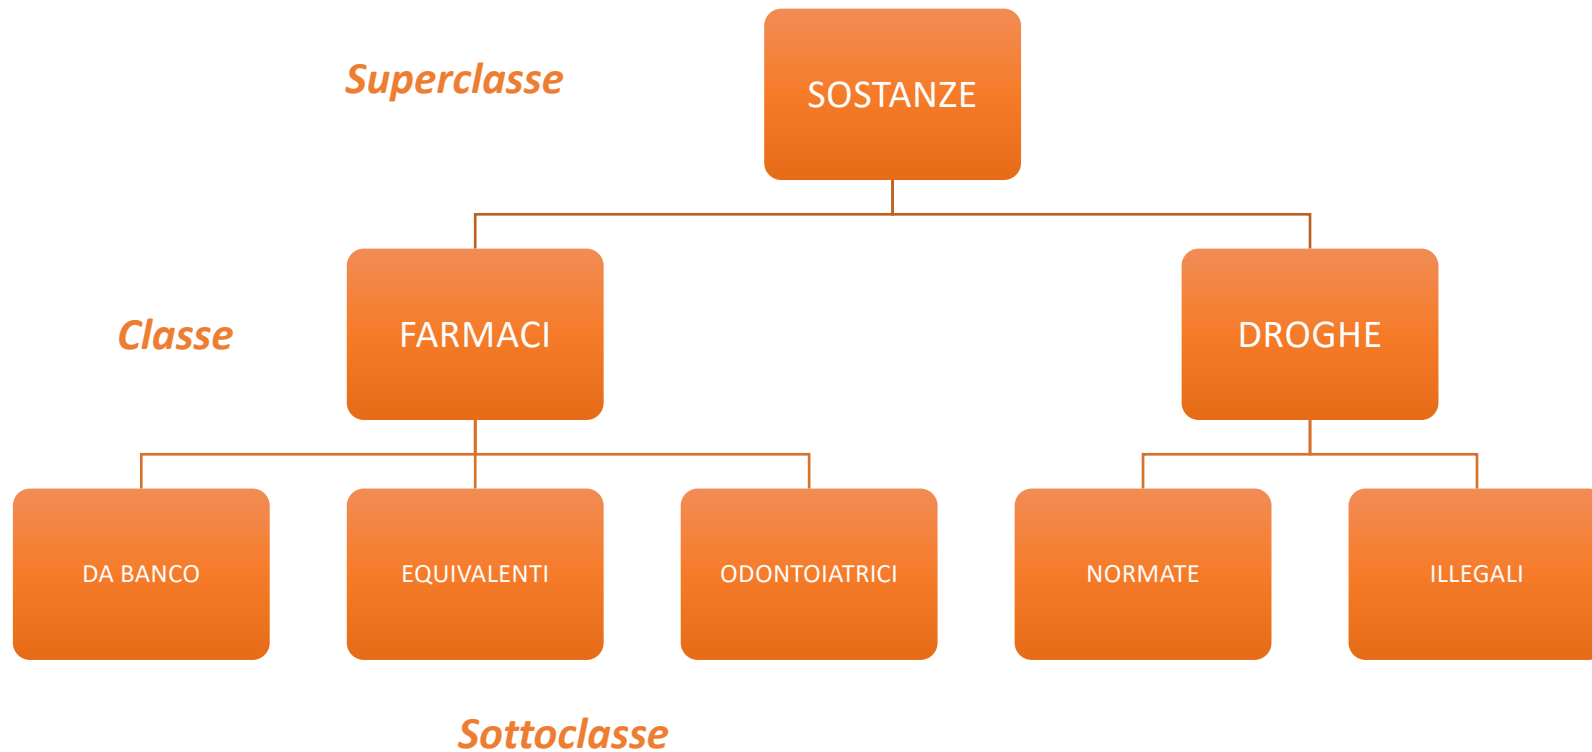 Superclasse
SOSTANZE
Classe
FARMACI
DROGHE
DA BANCO
EQUIVALENTI
ODONTOIATRICI
NORMATE
ILLEGALI
Sottoclasse